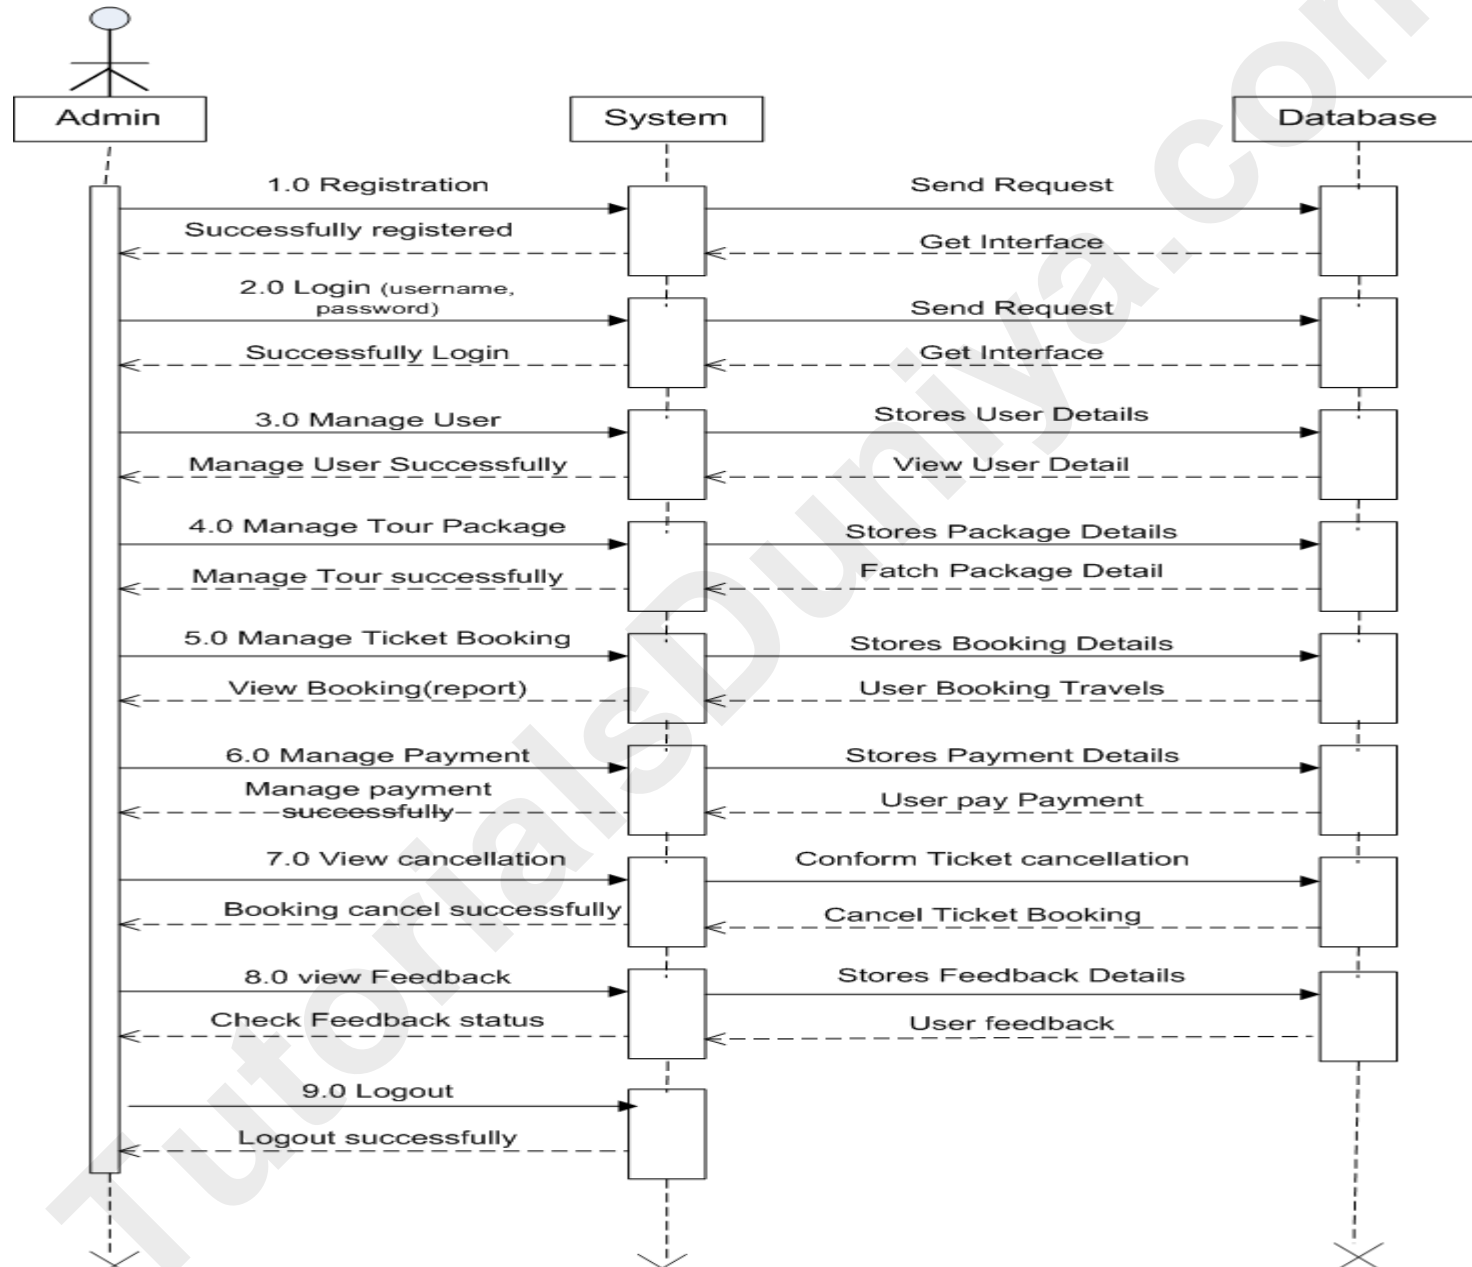 Admin
System
Database
1.0 Registration
Send Request
Successfully registered
Get Interface
2.0 Login (username,
password)
Send Request
Successfully Login
Get Interface
3.0 Manage User
Stores User Details
Manage User Successfully
View User Detail
4.0 Manage Tour Package
Stores Package Details
Manage Tour successfully
Fatch Package Detail
5.0 Manage Ticket Booking
Stores Booking Details
View Booking(report)
User Booking Travels
6.0 Manage Payment
Stores Payment Details
Manage payment
successfully
User pay Payment
7.0 View cancellation
Conform Ticket cancellation
Booking cancel successfully
Cancel Ticket Booking
8.0 view Feedback
Stores Feedback Details
Check Feedback status
User feedback
9.0 Logout
Logout successfully
TutorialsDuniya.com